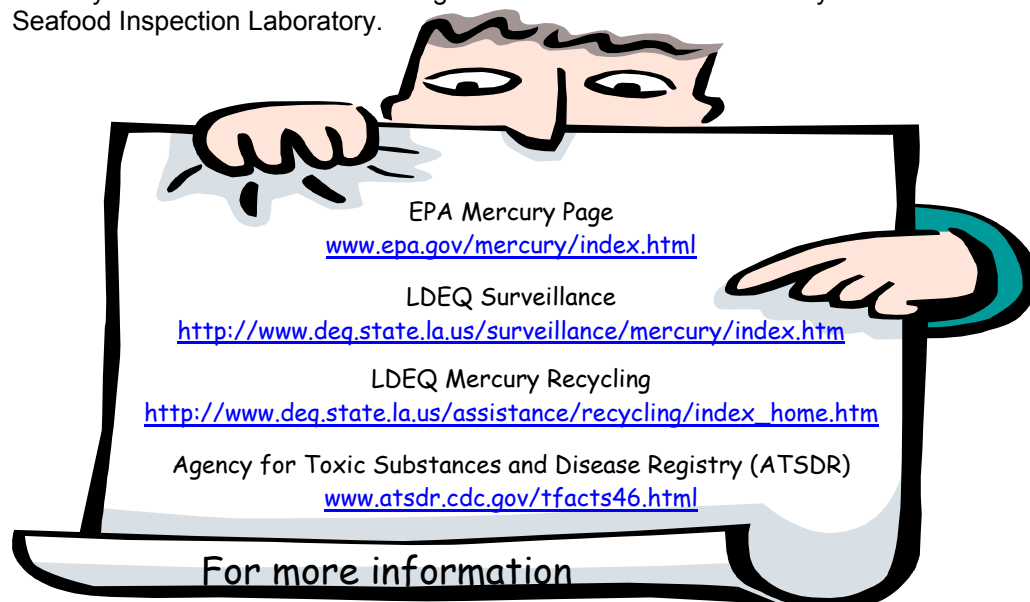 Seafood Inspection Laboratory.
EPA Mercury Page
www.epa.gov/mercury/index.html
LDEQ Surveillance
http://www.deq.state.la.us/surveillance/mercury/index.htm
LDEQ Mercury Recycling
http://www.deq.state.la.us/assistance/recycling/index_home.htm
Agency for Toxic Substances and Disease Registry (ATSDR)
www.atsdr.cdc.gov/tfacts46.html
For more information